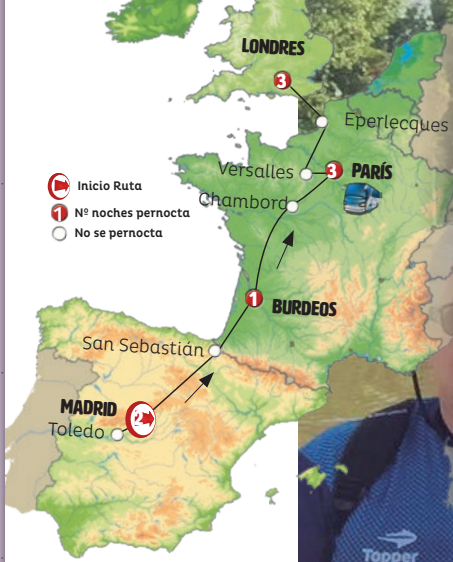 LONDRES
3
Eperlecques
Versalles
3 PARÍS
Chambord
Inicio Ruta
1 Nº noches pernocta
No se pernocta
1
BURDEOS
San Sebastián
MADRID
2
Toledo
Topper